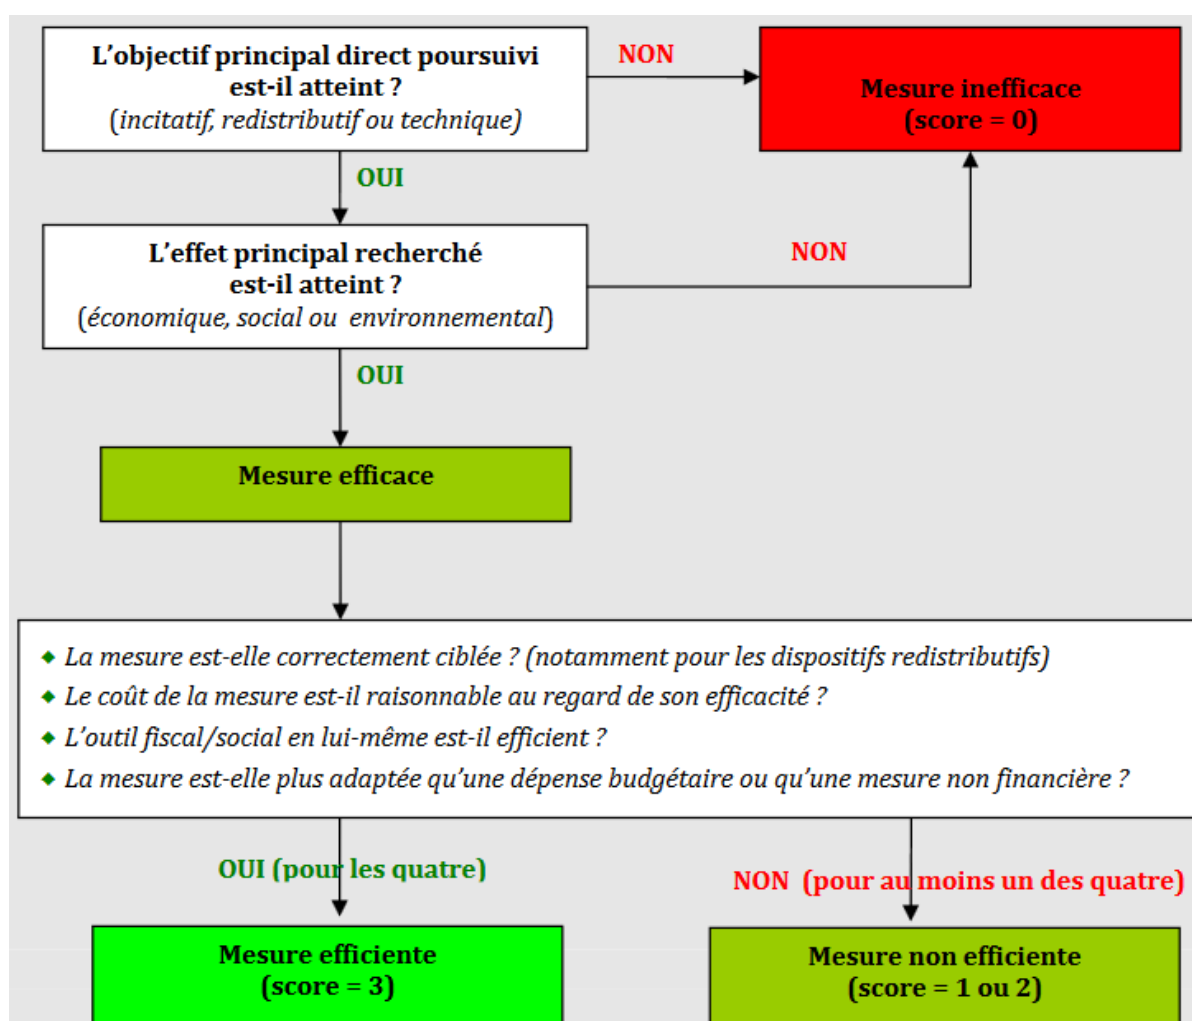 L’objectif principal direct poursuivi
est-il atteint ?
(incitatif, redistributif ou technique)
NON
Mesure inefficace
(score = 0)
OUI
L’effet principal recherché
est-il atteint ?
(économique, social ou  environnemental)
NON
OUI
Mesure efficace
La mesure est-elle correctement ciblée ? (notamment pour les dispositifs redistributifs)
Le coût de la mesure est-il raisonnable au regard de son efficacité ?
L’outil fiscal/social en lui-même est-il efficient ?
La mesure est-elle plus adaptée qu’une dépense budgétaire ou qu’une mesure non financière ?
OUI (pour les quatre)
NON  (pour au moins un des quatre)
Mesure efficiente
(score = 3)
Mesure non efficiente
(score = 1 ou 2)